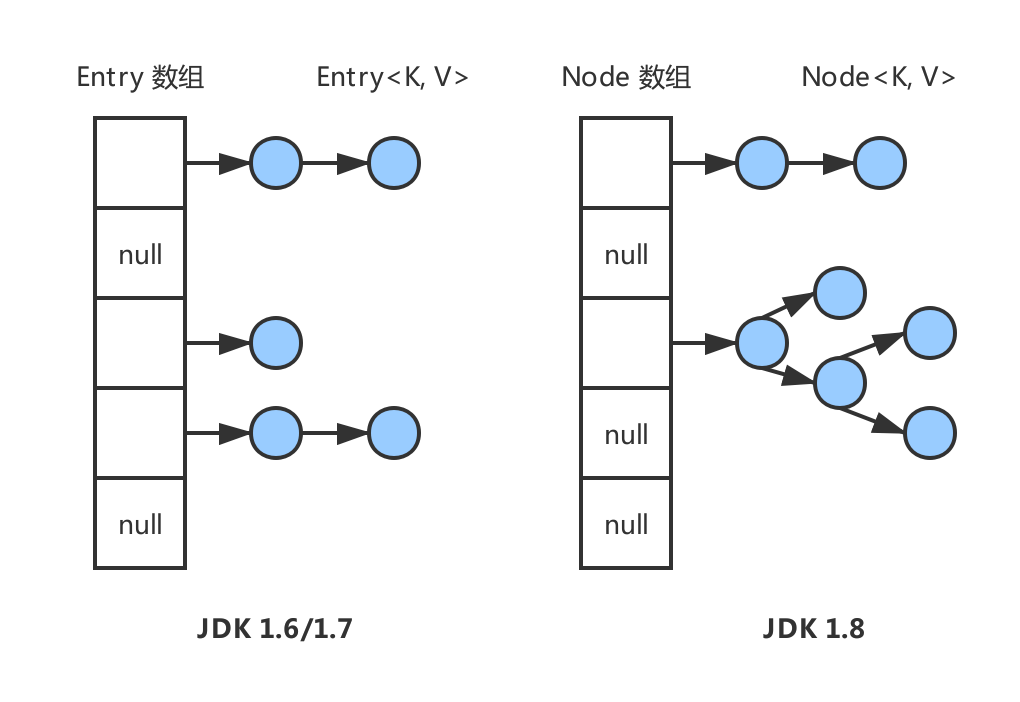 Entry 数组
Entry<K, V>
Node 数组
Node<K, V>
null
null
null
null
null
JDK 1.6/1.7
JDK 1.8